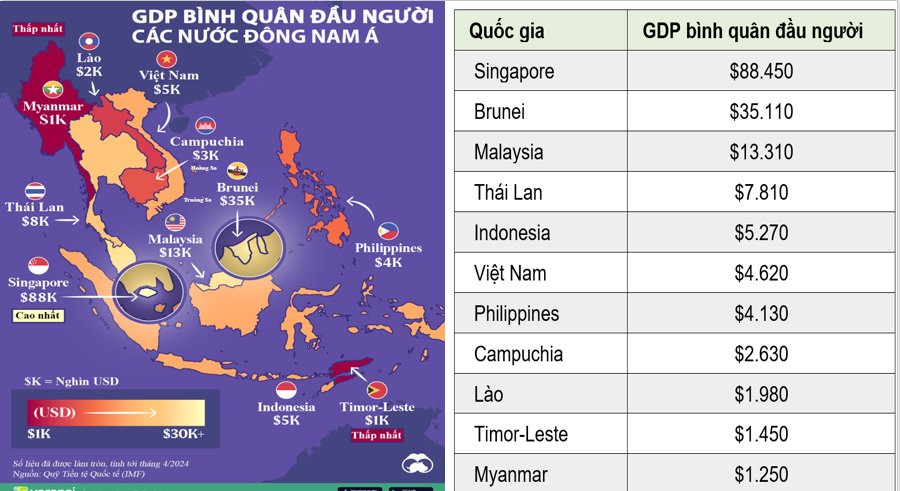 GDP BÌNH QUÂN ĐẦU NGƯỜI
CÁC NƯỚC ĐÔNG NAM Á
Thấp nhất
Lào
$2K
Việt Nam
$5K
Myanmar
$1K
Campuchia
$3K
Hoàng Sa
Brunei
$35K
Trường Sa
Thái Lan
$8K
Malaysia
$13K
Philippines
$4K
Singapore
$88K
Cao nhất
$K = Nghìn USD
(USD)
$1K
$30K+
Indonesia
$5K
Timor-Leste
$1K
Thấp nhất
Số liệu đã được làm tròn, tính tới tháng 4/2024
Nguồn: Quỹ Tiền tệ Quốc tế (IMF)
Quốc gia GDP bình quân đầu người
Singapore $88.450
Brunei $35.110
Malaysia $13.310
Thái Lan $7.810
Indonesia $5.270
Việt Nam $4.620
Philippines $4.130
Campuchia $2.630
Lào $1.980
Timor-Leste $1.450
Myanmar $1.250